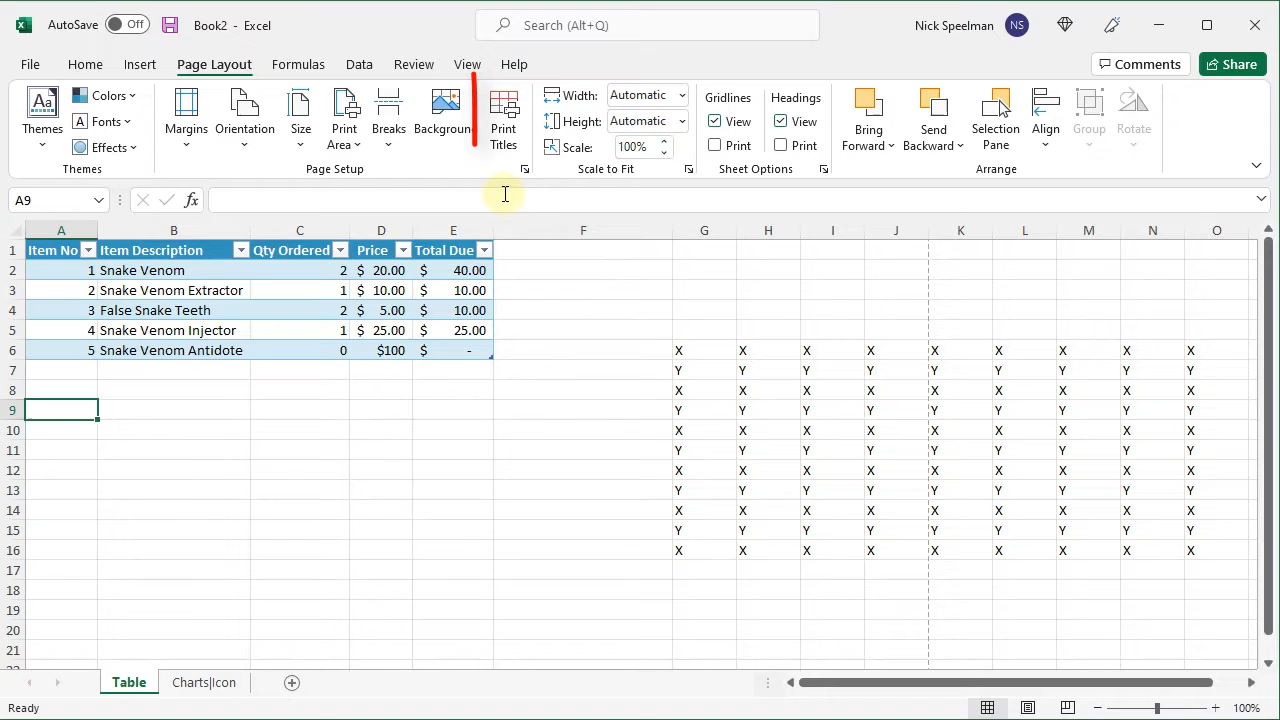 AutoSave Off Book2 - Excel Search (Alt+Q) Nick Speelman NS
File Home Insert Page Layout Formulas Data Review View Help Comments Share
Aa Themes Colors Fonts Effects
Themes
Margins Orientation Size Print Area Breaks Background Print Titles
Page Setup
Width: Automatic
Height: Automatic
Scale: 100%
Scale to Fit
Gridlines Headings
View View
Print Print
Sheet Options
Bring Forward Send Backward Selection Pane Align Group Rotate
Arrange
A9 fx
A B C D E F G H I J K L M N O
1 Item No Item Description Qty Ordered Price Total Due
2 1 Snake Venom 2 $ 20.00 $ 40.00
3 2 Snake Venom Extractor 1 $ 10.00 $ 10.00
4 3 False Snake Teeth 2 $ 5.00 $ 10.00
5 4 Snake Venom Injector 1 $ 25.00 $ 25.00
6 5 Snake Venom Antidote 0 $100 $ - X X X X X X X X X
7 Y Y Y Y Y Y Y Y Y
8 X X X X X X X X X
9 Y Y Y Y Y Y Y Y Y
10 X X X X X X X X X
11 Y Y Y Y Y Y Y Y Y
12 X X X X X X X X X
13 Y Y Y Y Y Y Y Y Y
14 X X X X X X X X X
15 Y Y Y Y Y Y Y Y Y
16 X X X X X X X X X
17
18
19
20
21
Table Charts|Icon
Ready 100%